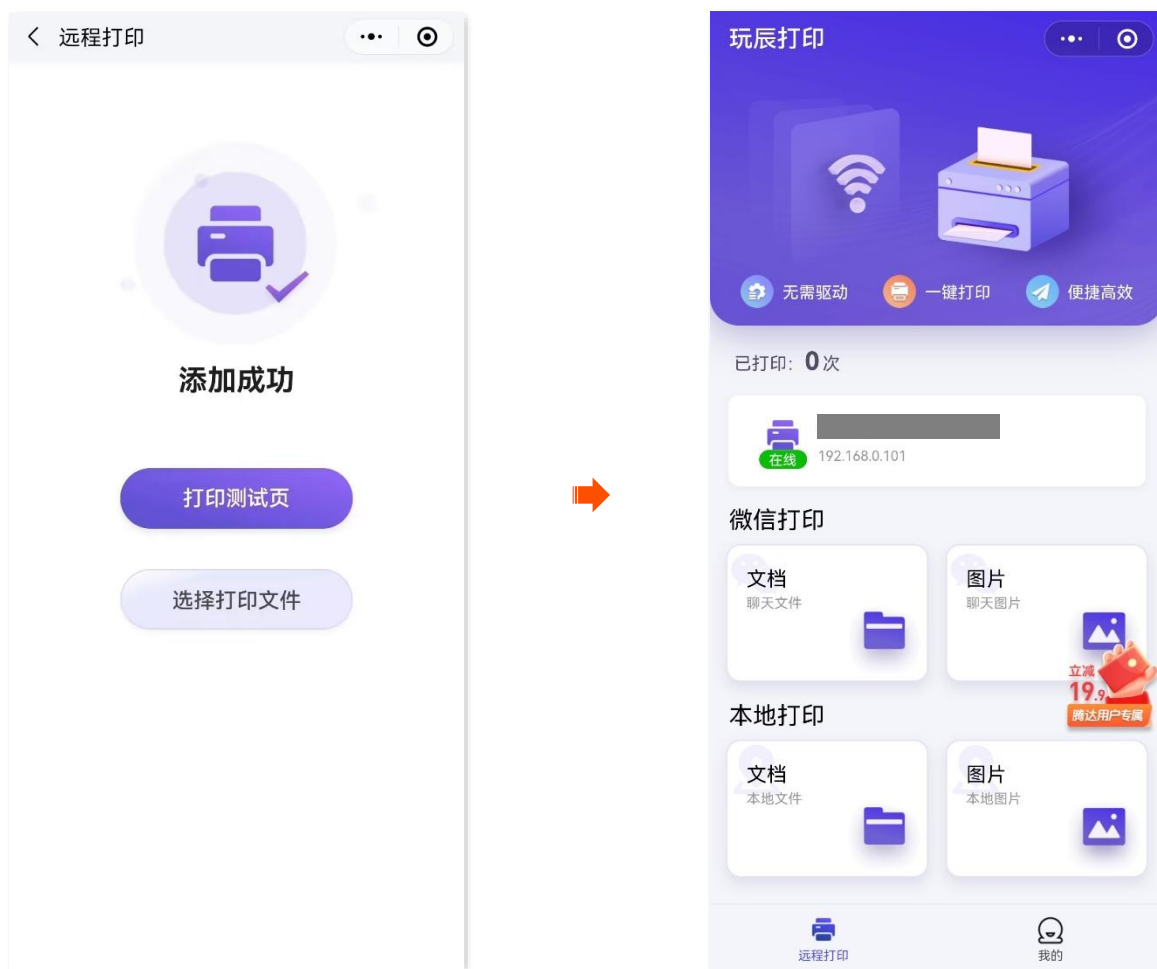 远程打印
添加成功
打印测试页
选择打印文件
玩辰打印
无需驱动 一键打印 便捷高效
已打印: 0次
在线
192.168.0.101
微信打印
文档 图片
聊天文件 聊天图片
立减
19.9
腾达用户专属
本地打印
文档 图片
本地文件 本地图片
远程打印 我的